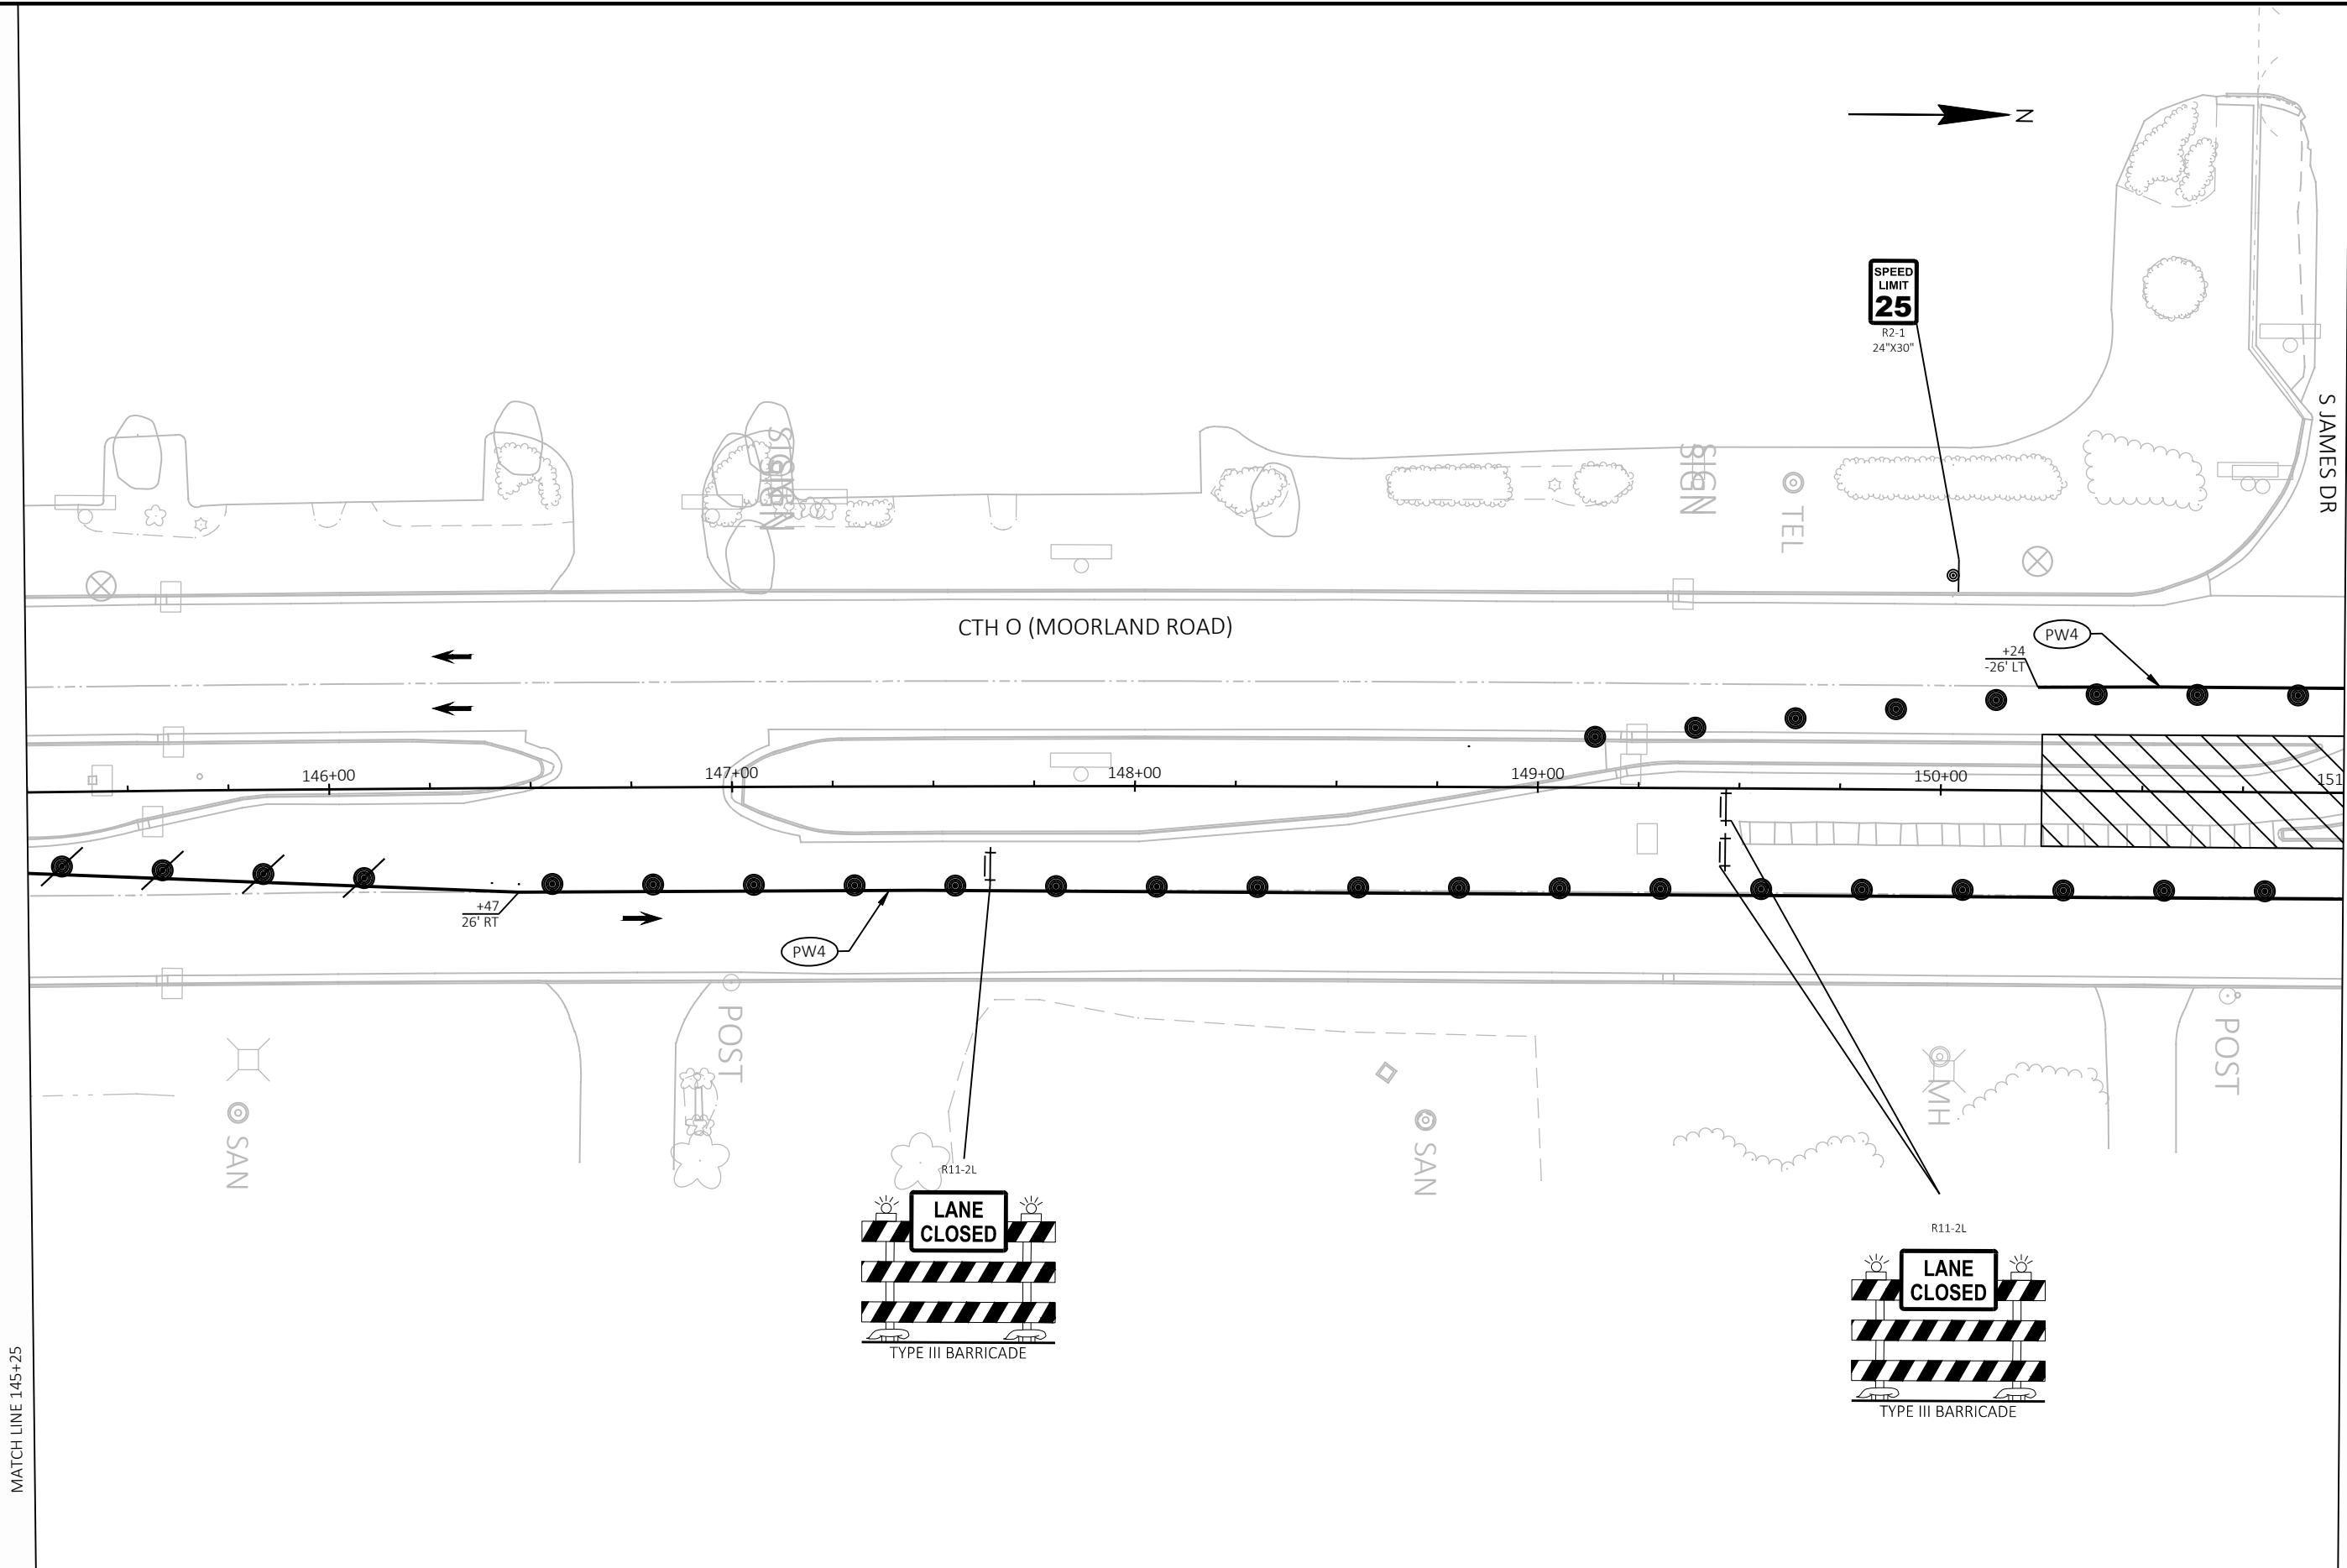 N
SPEED
LIMIT
25
R2-1
24"X30"
S JAMES DR
SIGN
SIGN
SIGN
SIGN
TEL
CTH O (MOORLAND ROAD)
PW4
+24
-26' LT
146+00
147+00
148+00
149+00
150+00
151
+47
26' RT
PW4
POST
SAN
SAN
MH
POST
R11-2L
LANE
CLOSED
TYPE III BARRICADE
R11-2L
LANE
CLOSED
TYPE III BARRICADE
MATCH LINE 145+25